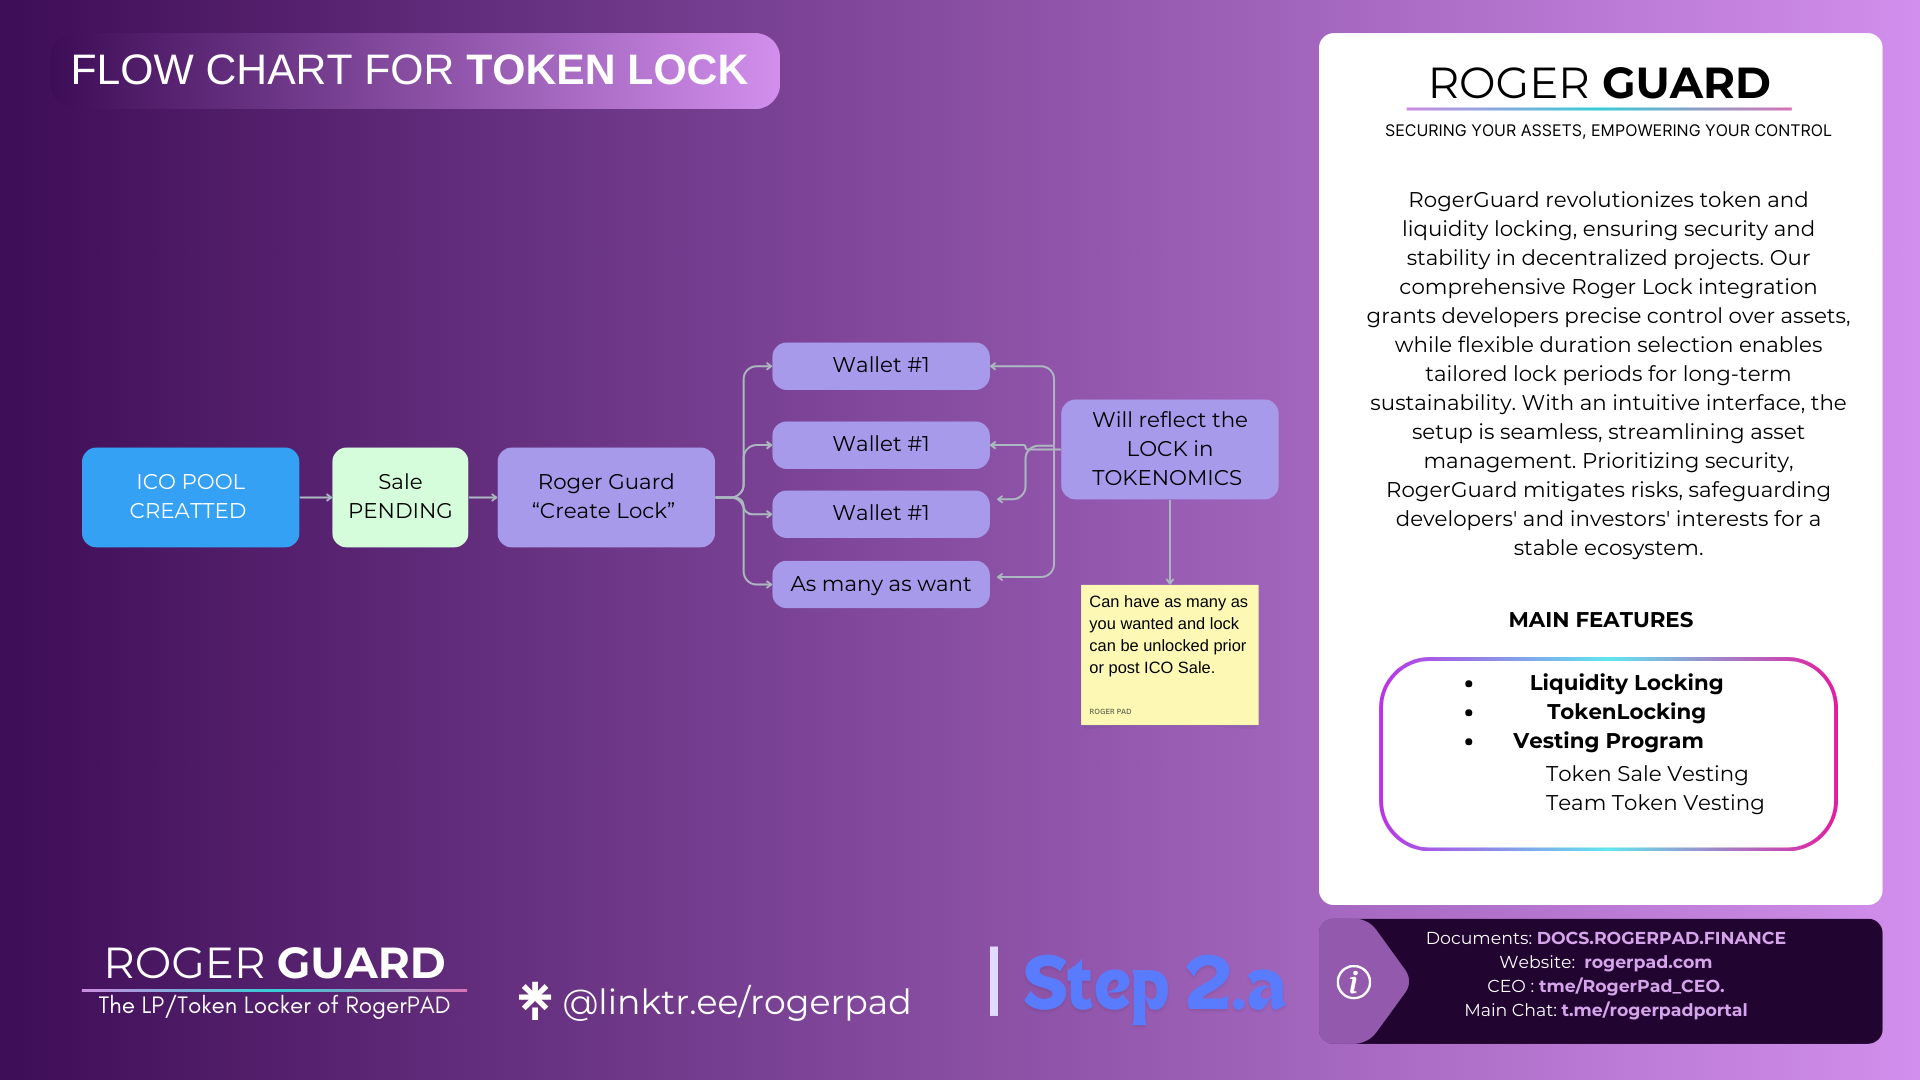 FLOW CHART FOR TOKEN LOCK
ICO POOL
CREATTED
Sale
PENDING
Roger Guard
“Create Lock”
Wallet #1
Wallet #1
Wallet #1
As many as want
Will reflect the
LOCK in
TOKENOMICS
Can have as many as
you wanted and lock
can be unlocked prior
or post ICO Sale.
ROGER PAD
ROGER GUARD
SECURING YOUR ASSETS, EMPOWERING YOUR CONTROL
RogerGuard revolutionizes token and
liquidity locking, ensuring security and
stability in decentralized projects. Our
comprehensive Roger Lock integration
grants developers precise control over assets,
while flexible duration selection enables
tailored lock periods for long-term
sustainability. With an intuitive interface, the
setup is seamless, streamlining asset
management. Prioritizing security,
RogerGuard mitigates risks, safeguarding
developers' and investors' interests for a
stable ecosystem.
MAIN FEATURES
• Liquidity Locking
• TokenLocking
• Vesting Program
Token Sale Vesting
Team Token Vesting
ROGER GUARD
The LP/Token Locker of RogerPAD
@linktr.ee/rogerpad
Step 2.a
Documents: DOCS.ROGERPAD.FINANCE
Website: rogerpad.com
CEO : tme/RogerPad_CEO.
Main Chat: t.me/rogerpadportal